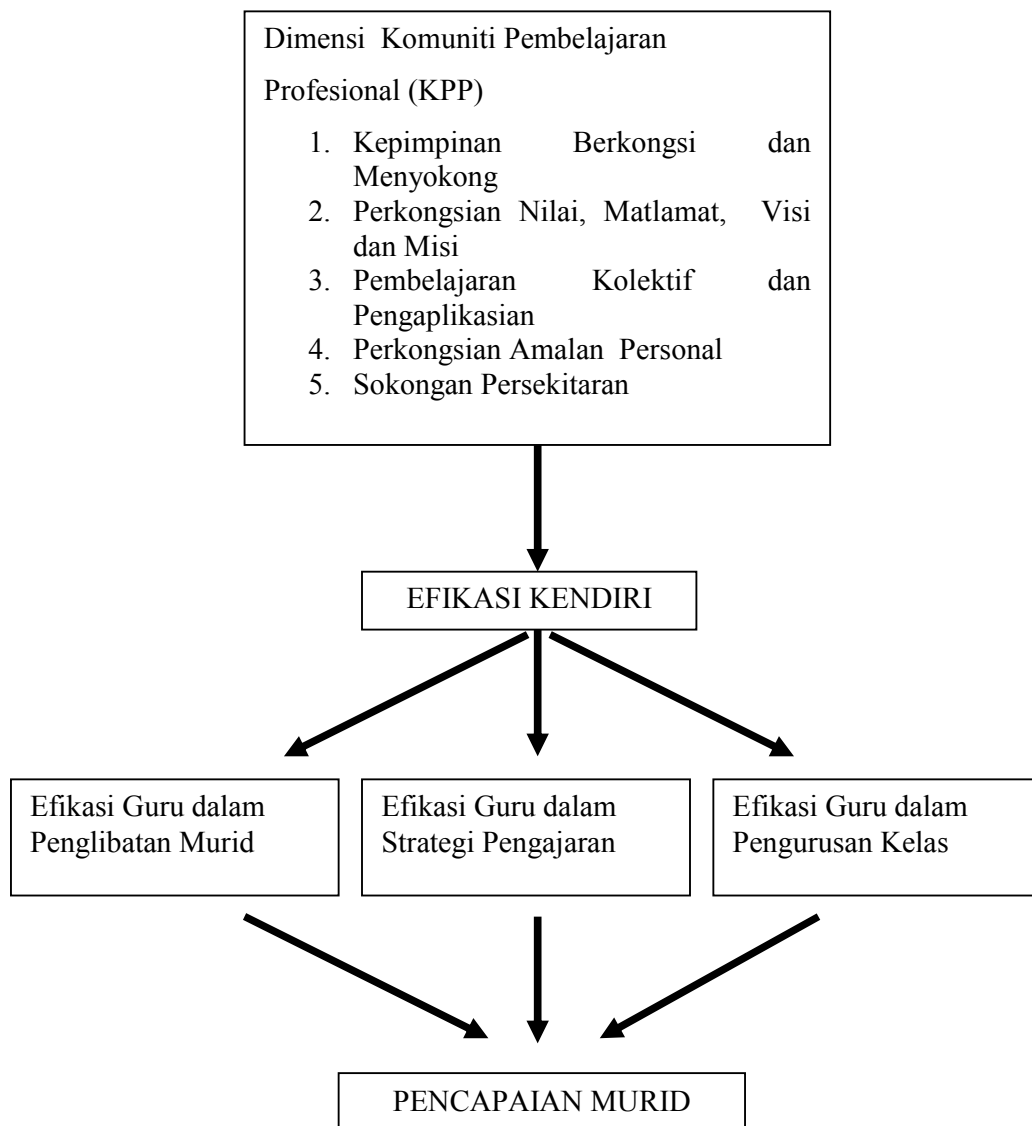 Dimensi Komuniti Pembelajaran
Profesional (KPP)
1. Kepimpinan Berkongsi dan
Menyokong
2. Perkongsian Nilai, Matlamat, Visi
dan Misi
3. Pembelajaran Kolektif dan
Pengaplikasian
4. Perkongsian Amalan Personal
5. Sokongan Persekitaran
EFIKASI KENDIRI
Efikasi Guru dalam
Penglibatan Murid
Efikasi Guru dalam
Strategi Pengajaran
Efikasi Guru dalam
Pengurusan Kelas
PENCAPAIAN MURID